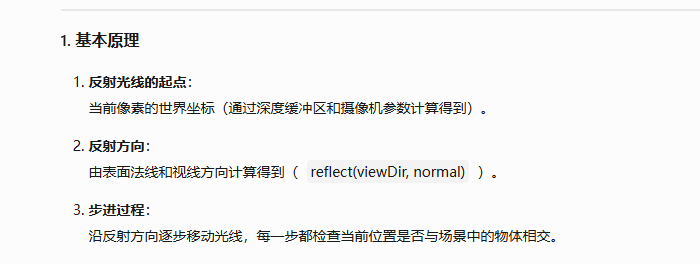 1. 基本原理
1. 反射光线的起点：
当前像素的世界坐标（通过深度缓冲区和摄像机参数计算得到）。
2. 反射方向：
由表面法线和视线方向计算得到（ reflect(viewDir, normal) ）。
3. 步进过程：
沿反射方向逐步移动光线，每一步都检查当前位置是否与场景中的物体相交。